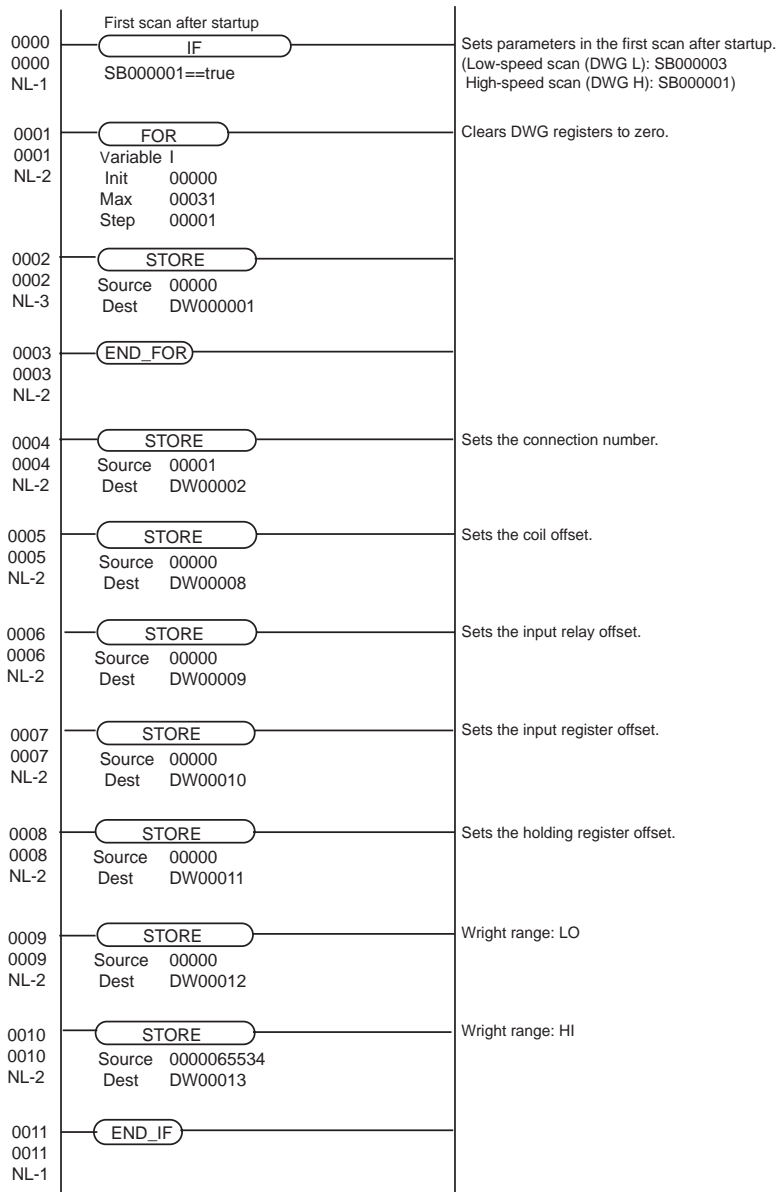 First scan after startup
0000
0000
NL-1
IF
SB000001==true
Sets parameters in the first scan after startup.
(Low-speed scan (DWG L): SB000003
High-speed scan (DWG H): SB000001)
0001
0001
NL-2
FOR
Variable I
Init 00000
Max 00031
Step 00001
Clears DWG registers to zero.
0002
0002
NL-3
STORE
Source 00000
Dest DW000001
0003
0003
NL-2
END_FOR
0004
0004
NL-2
STORE
Source 00001
Dest DW00002
Sets the connection number.
0005
0005
NL-2
STORE
Source 00000
Dest DW00008
Sets the coil offset.
0006
0006
NL-2
STORE
Source 00000
Dest DW00009
Sets the input relay offset.
0007
0007
NL-2
STORE
Source 00000
Dest DW00010
Sets the input register offset.
0008
0008
NL-2
STORE
Source 00000
Dest DW00011
Sets the holding register offset.
0009
0009
NL-2
STORE
Source 00000
Dest DW00012
Wright range: LO
0010
0010
NL-2
STORE
Source 0000065534
Dest DW00013
Wright range: HI
0011
0011
NL-1
END_IF